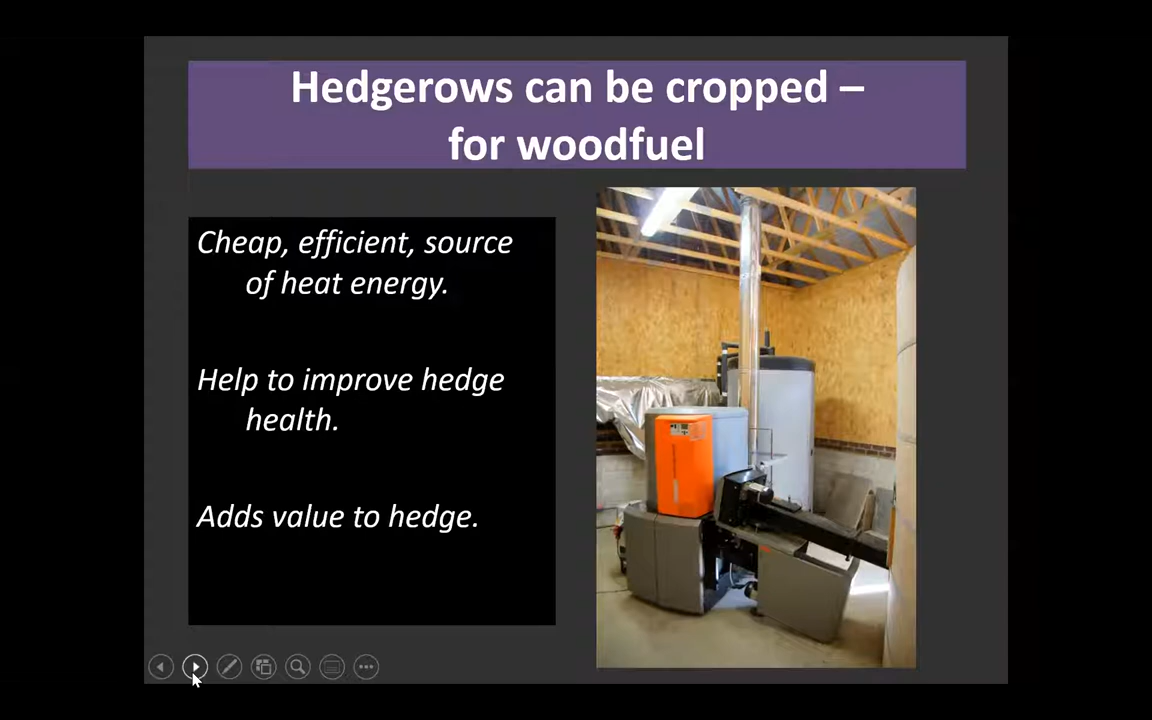 Hedgerows can be cropped –
for woodfuel
Cheap, efficient, source
of heat energy.
Help to improve hedge
health.
Adds value to hedge.